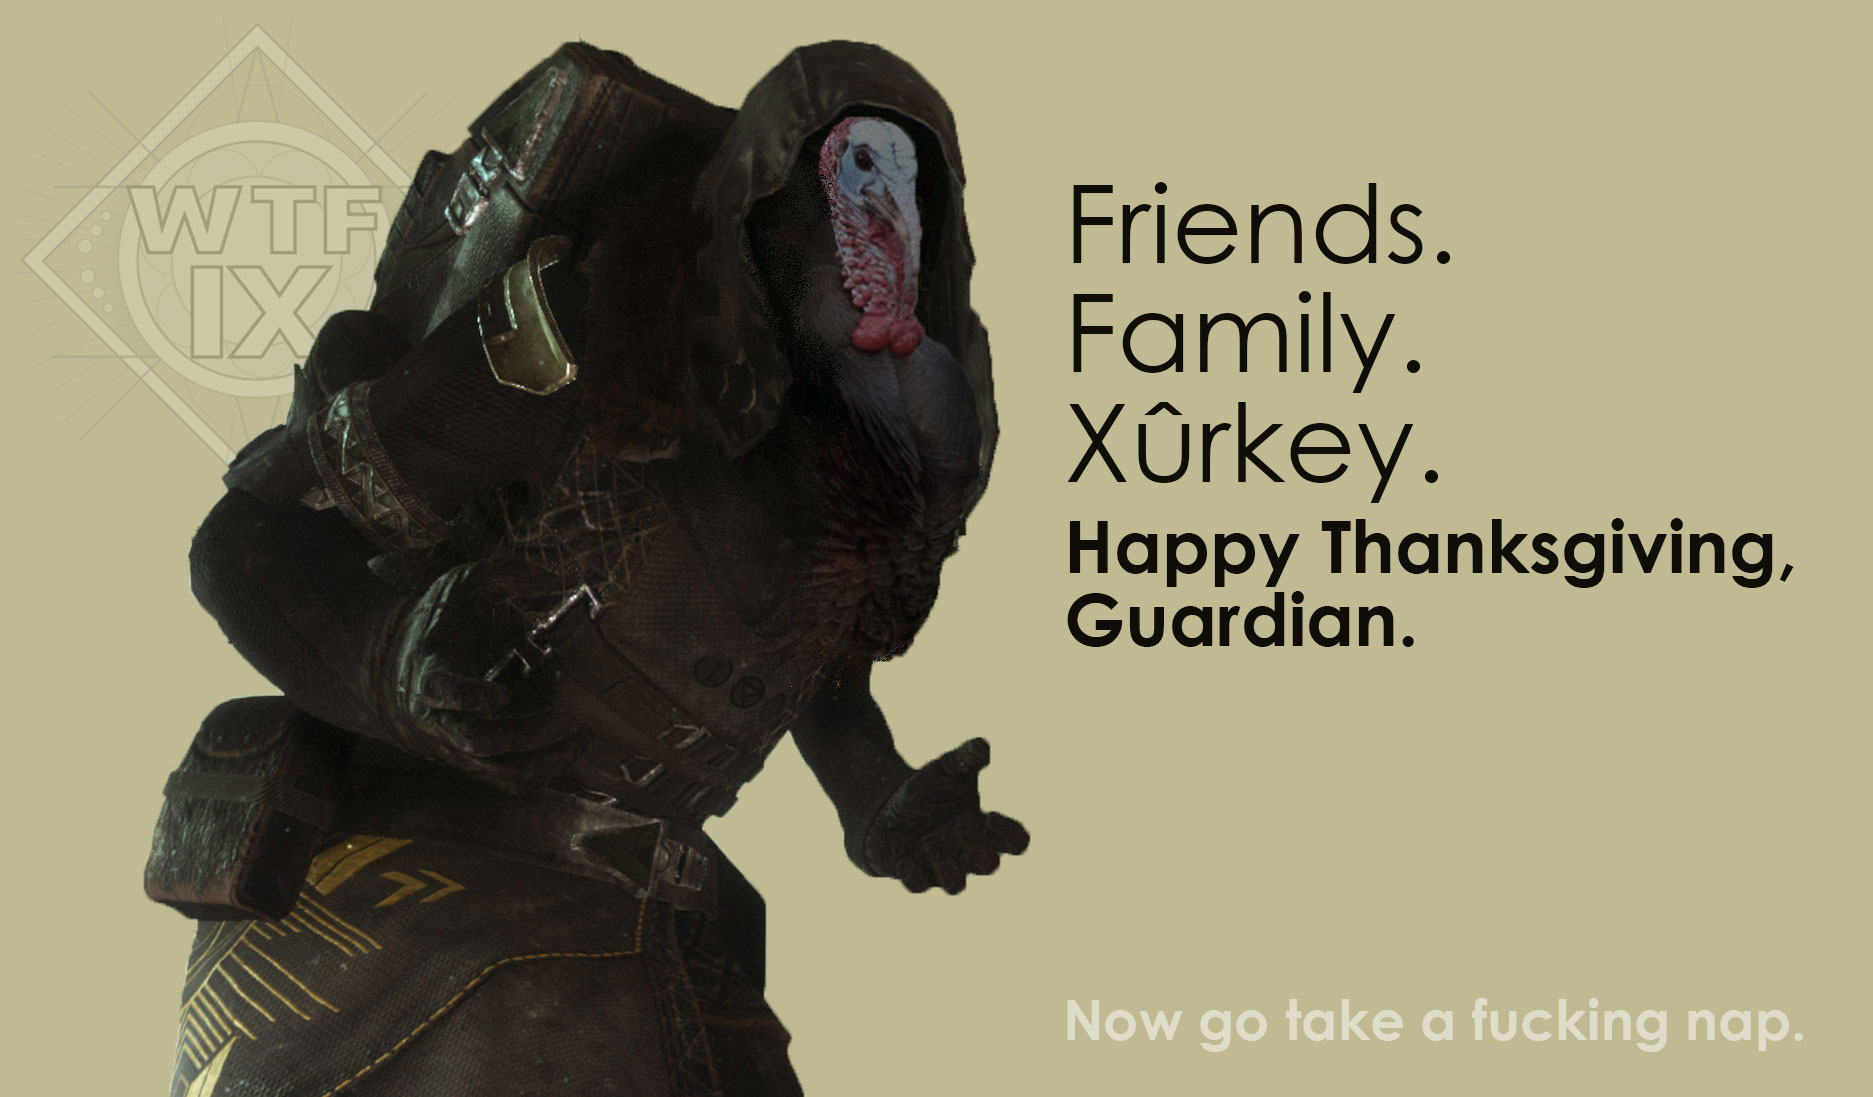 WTF
IX
Friends.
Family.
Xûrkey.
Happy Thanksgiving,
Guardian.
Now go take a fucking nap.